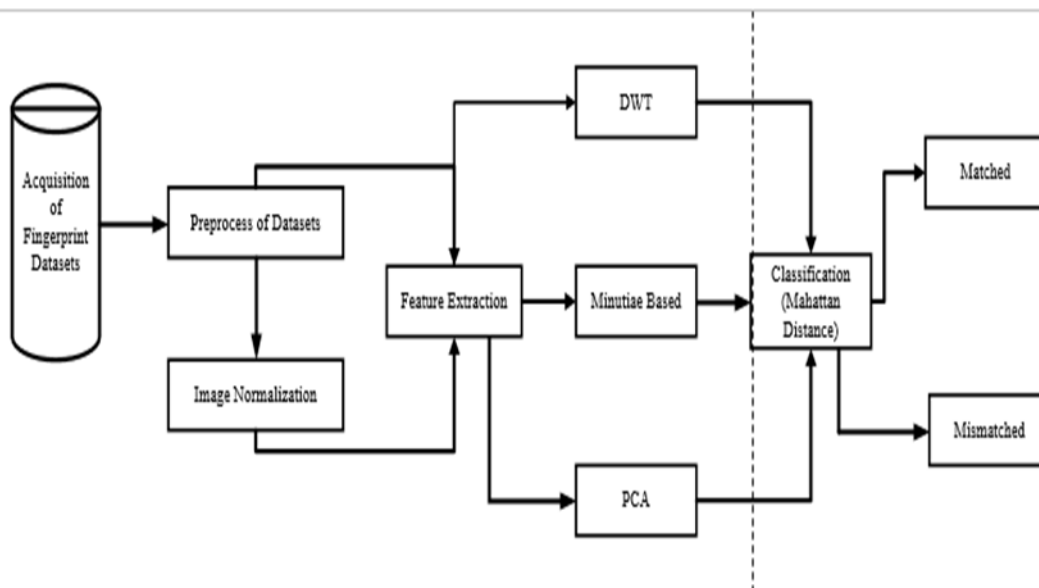 Acquisition
of
Fingerprint
Datasets
Preprocess of Datasets
Image Normalization
Feature Extraction
DWT
Minutiae Based
PCA
Classification
(Mahattan
Distance)
Matched
Mismatched